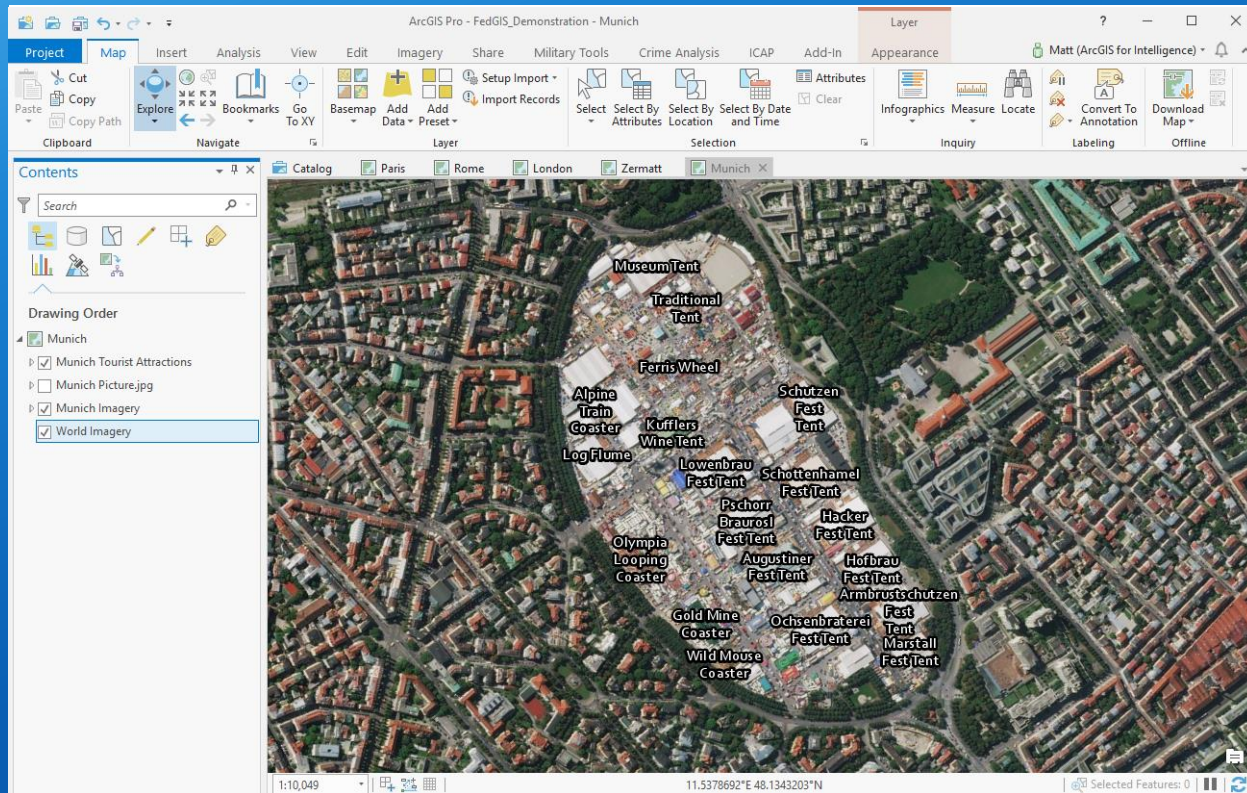 ArcGIS Pro - FedGIS_Demonstration - Munich
Layer
?
Project Map Insert Analysis View Edit Imagery Share Military Tools Crime Analysis ICAP Add-In Appearance
Matt (ArcGIS for Intelligence)
Paste
Cut
Copy
Copy Path
Clipboard
Explore
Bookmarks
Go
To XY
Navigate
Basemap
Add
Data
Add
Preset
Setup Import
Import Records
Layer
Select
Select By
Attributes
Select By
Location
Select By Date
and Time
Attributes
Clear
Selection
Infographics
Measure
Locate
Inquiry
Convert To
Annotation
Labeling
Download
Map
Offline
Contents
Search
Drawing Order
Munich
Munich Tourist Attractions
Munich Picture.jpg
Munich Imagery
World Imagery
Catalog Paris Rome London Zermatt Munich
Museum Tent
Traditional
Tent
Ferris Wheel
Alpine
Train
Coaster
Schutzen
Fest
Tent
Kufflers
Wine Tent
Log Flume
Lowenbrau
Fest Tent
Schottenhamel
Fest Tent
Pschorr
Braurosl
Fest Tent
Hacker
Fest Tent
Olympia
Looping
Coaster
Augustiner
Fest Tent
Hofbrau
Fest Tent
Armbrustschutzen
Fest
Tent
Gold Mine
Coaster
Ochsenbraterei
Fest Tent
Marstall
Fest Tent
Wild Mouse
Coaster
1:10,049
11.5378692°E 48.1343203°N
Selected Features: 0